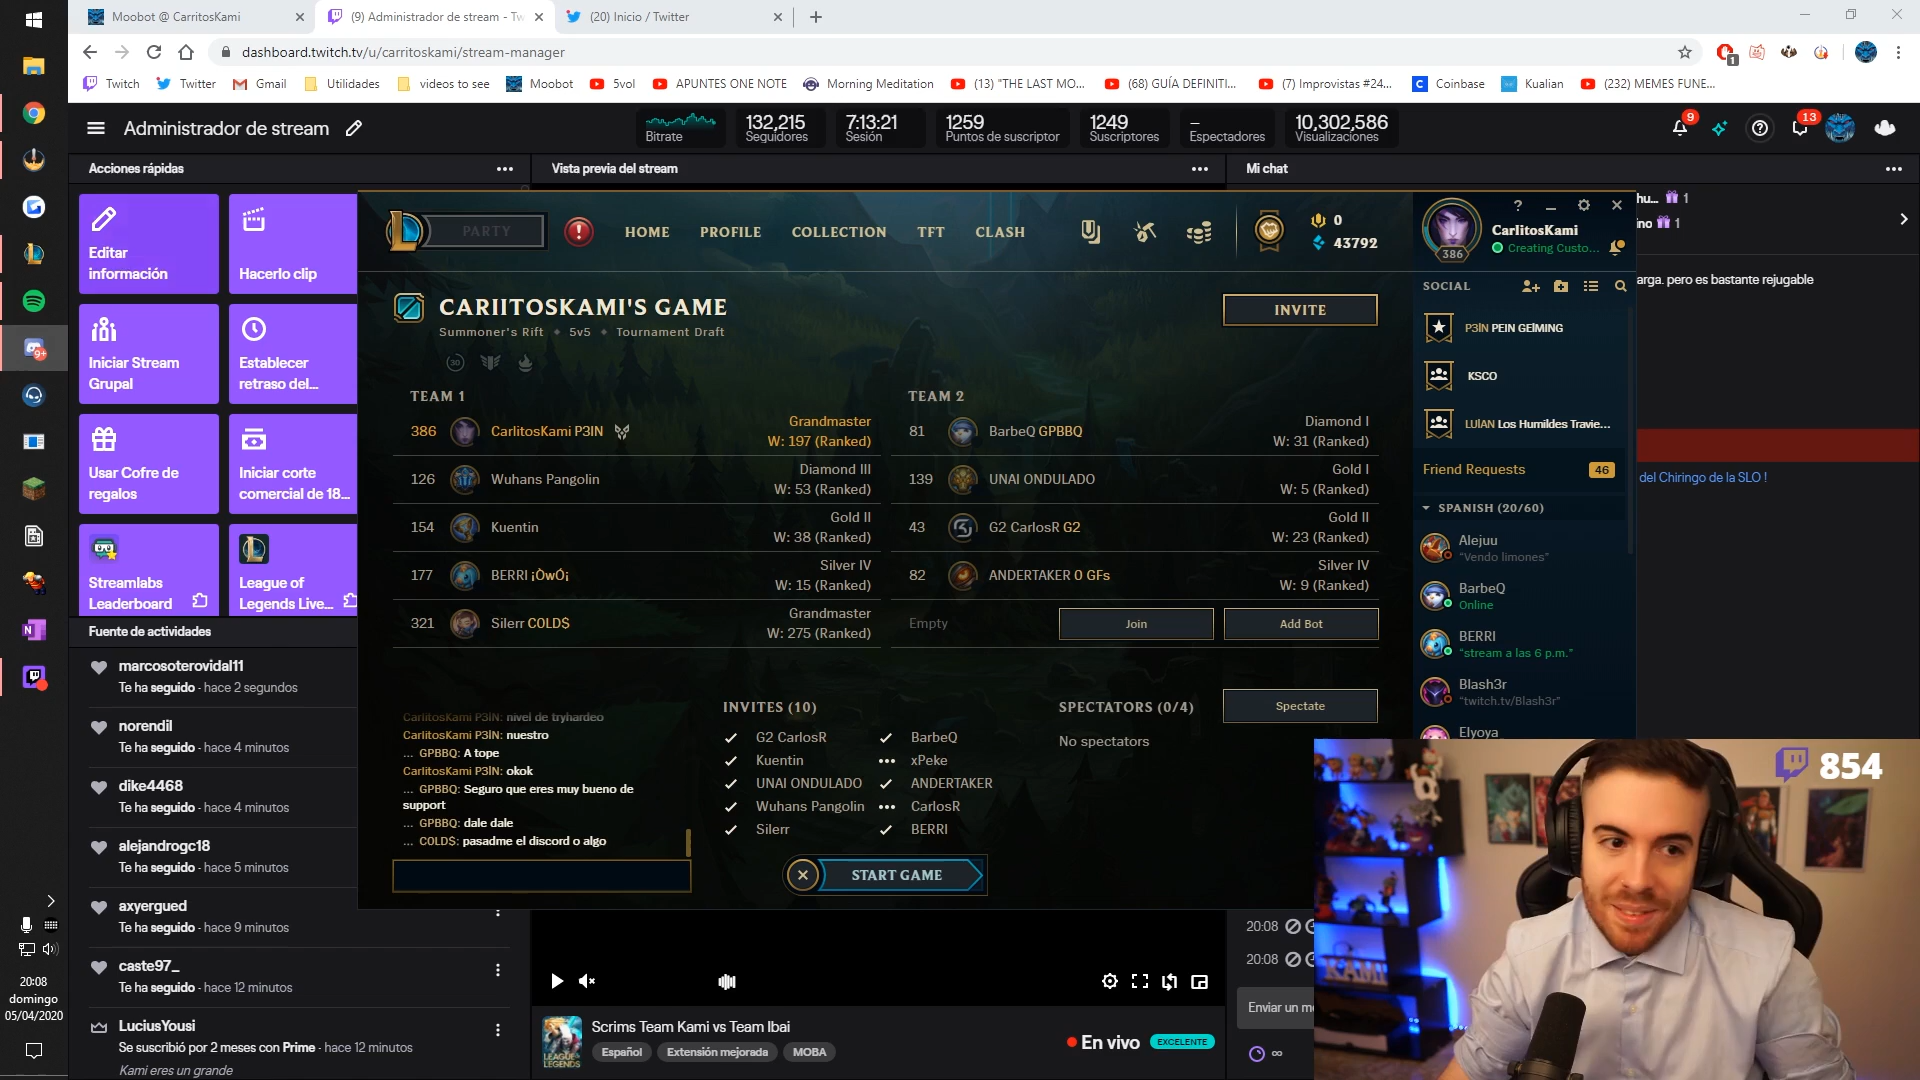 Moobot @ CarritosKami
(9) Administrador de stream - Tw
(20) Inicio / Twitter
dashboard.twitch.tv/u/carritoskami/stream-manager
1
Twitch
Twitter
Gmail
Utilidades
videos to see
Moobot
5vol
APUNTES ONE NOTE
Morning Meditation
(13) "THE LAST MO...
(68) GUÍA DEFINITI...
(7) Improvistas #24...
Coinbase
Kualian
(232) MEMES FUNE...
Administrador de stream
Bitrate
132,215
Seguidores
7:13:21
Sesión
1259
Puntos de suscriptor
1249
Suscriptores
–
Espectadores
10,302,586
Visualizaciones
9
13
Acciones rápidas
Vista previa del stream
Mi chat
Editar
información
Hacerlo clip
Iniciar Stream
Grupal
Establecer
retraso del...
Usar Cofre de
regalos
Iniciar corte
comercial de 18...
Streamlabs
Leaderboard
League of
Legends Live...
Fuente de actividades
marcosoterovidal11
Te ha seguido - hace 2 segundos
norendil
Te ha seguido - hace 4 minutos
dike4468
Te ha seguido - hace 4 minutos
alejandrogc18
Te ha seguido - hace 5 minutos
axyergued
Te ha seguido - hace 9 minutos
caste97_
Te ha seguido - hace 12 minutos
LuciusYousi
Se suscribió por 2 meses con Prime - hace 12 minutos
Kami eres un grande
PARTY
HOME
PROFILE
COLLECTION
TFT
CLASH
0
43792
386
CarlitosKami
Creating Custo...
CARIITOSKAMI'S GAME
Summoner's Rift
5v5
Tournament Draft
30
INVITE
TEAM 1
386
CarlitosKami P3IN
Grandmaster
W: 197 (Ranked)
126
Wuhans Pangolin
Diamond III
W: 53 (Ranked)
154
Kuentin
Gold II
W: 38 (Ranked)
177
BERRI ¡ÒwÓ¡
Silver IV
W: 15 (Ranked)
321
Silerr C0LD$
Grandmaster
W: 275 (Ranked)
TEAM 2
81
BarbeQ GPBBQ
Diamond I
W: 31 (Ranked)
139
UNAI ONDULADO
Gold I
W: 5 (Ranked)
43
G2 CarlosR G2
Gold II
W: 23 (Ranked)
82
ANDERTAKER 0 GFs
Silver IV
W: 9 (Ranked)
Empty
Join
Add Bot
CarlitosKami P3IN: nivel de tryhardeo
CarlitosKami P3IN: nuestro
... GPBBQ: A tope
CarlitosKami P3IN: okok
... GPBBQ: Seguro que eres muy bueno de
support
... GPBBQ: dale dale
... C0LD$: pasadme el discord o algo
INVITES (10)
G2 CarlosR
Kuentin
UNAI ONDULADO
Wuhans Pangolin
Silerr
BarbeQ
xPeke
ANDERTAKER
CarlosR
BERRI
SPECTATORS (0/4)
Spectate
No spectators
START GAME
SOCIAL
P3IN PEIN GEIMING
KSCO
LUIAN Los Humildes Travie...
Friend Requests
46
SPANISH (20/60)
Alejuu
"Vendo limones"
BarbeQ
Online
BERRI
"stream a las 6 p.m."
Blash3r
"twitch.tv/Blash3r"
Elyoya
hu... 1
ino 1
arga. pero es bastante rejugable
del Chiringo de la SLO !
20:08
20:08
Enviar un me
∞
854
KAMI
LEAGUE
LEGENDS
Scrims Team Kami vs Team Ibai
Español
Extensión mejorada
MOBA
En vivo
EXCELENTE
9+
20:08
domingo
05/04/2020